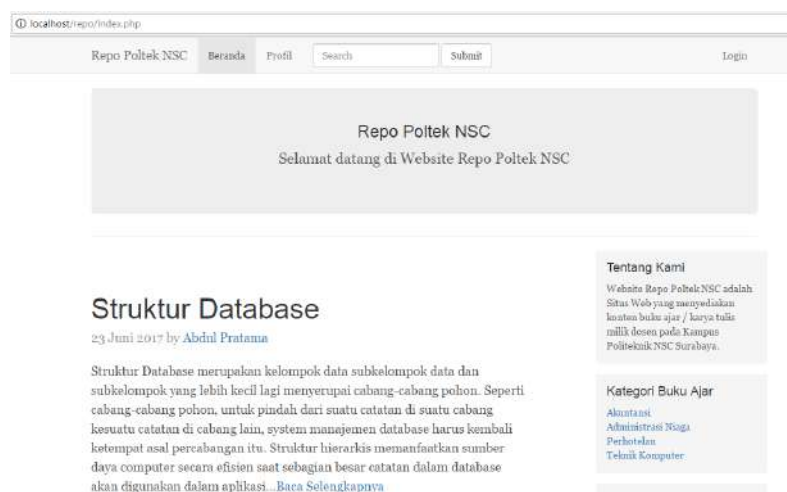 localhost/repo/index.php
Repo Poltek NSC Beranda Profil Search Submit Login
Repo Poltek NSC
Selamat datang di Website Repo Poltek NSC
Struktur Database
23 Juni 2017 by Abdul Pratama
Struktur Database merupakan kelompok data subkelompok data dan
subkelompok yang lebih kecil lagi menyerupai cabang-cabang pohon. Seperti
cabang-cabang pohon, untuk pindah dari suatu catatan di suatu cabang
kesuatu catatan di cabang lain, system manajemen database harus kembali
ketempat asal percabangan itu. Struktur hierarkis memanfaatkan sumber
daya computer secara efisien saat sebagian besar catatan dalam database
akan digunakan dalam aplikasi...Baca Selengkapnya
Tentang Kami
Website Repo Poltek NSC adalah
Situs Web yang menyediakan
konten buku ajar / karya tulis
milik dosen pada Kampus
Politeknik NSC Surabaya.
Kategori Buku Ajar
Akuntansi
Administrasi Niaga
Perhotelan
Teknik Komputer